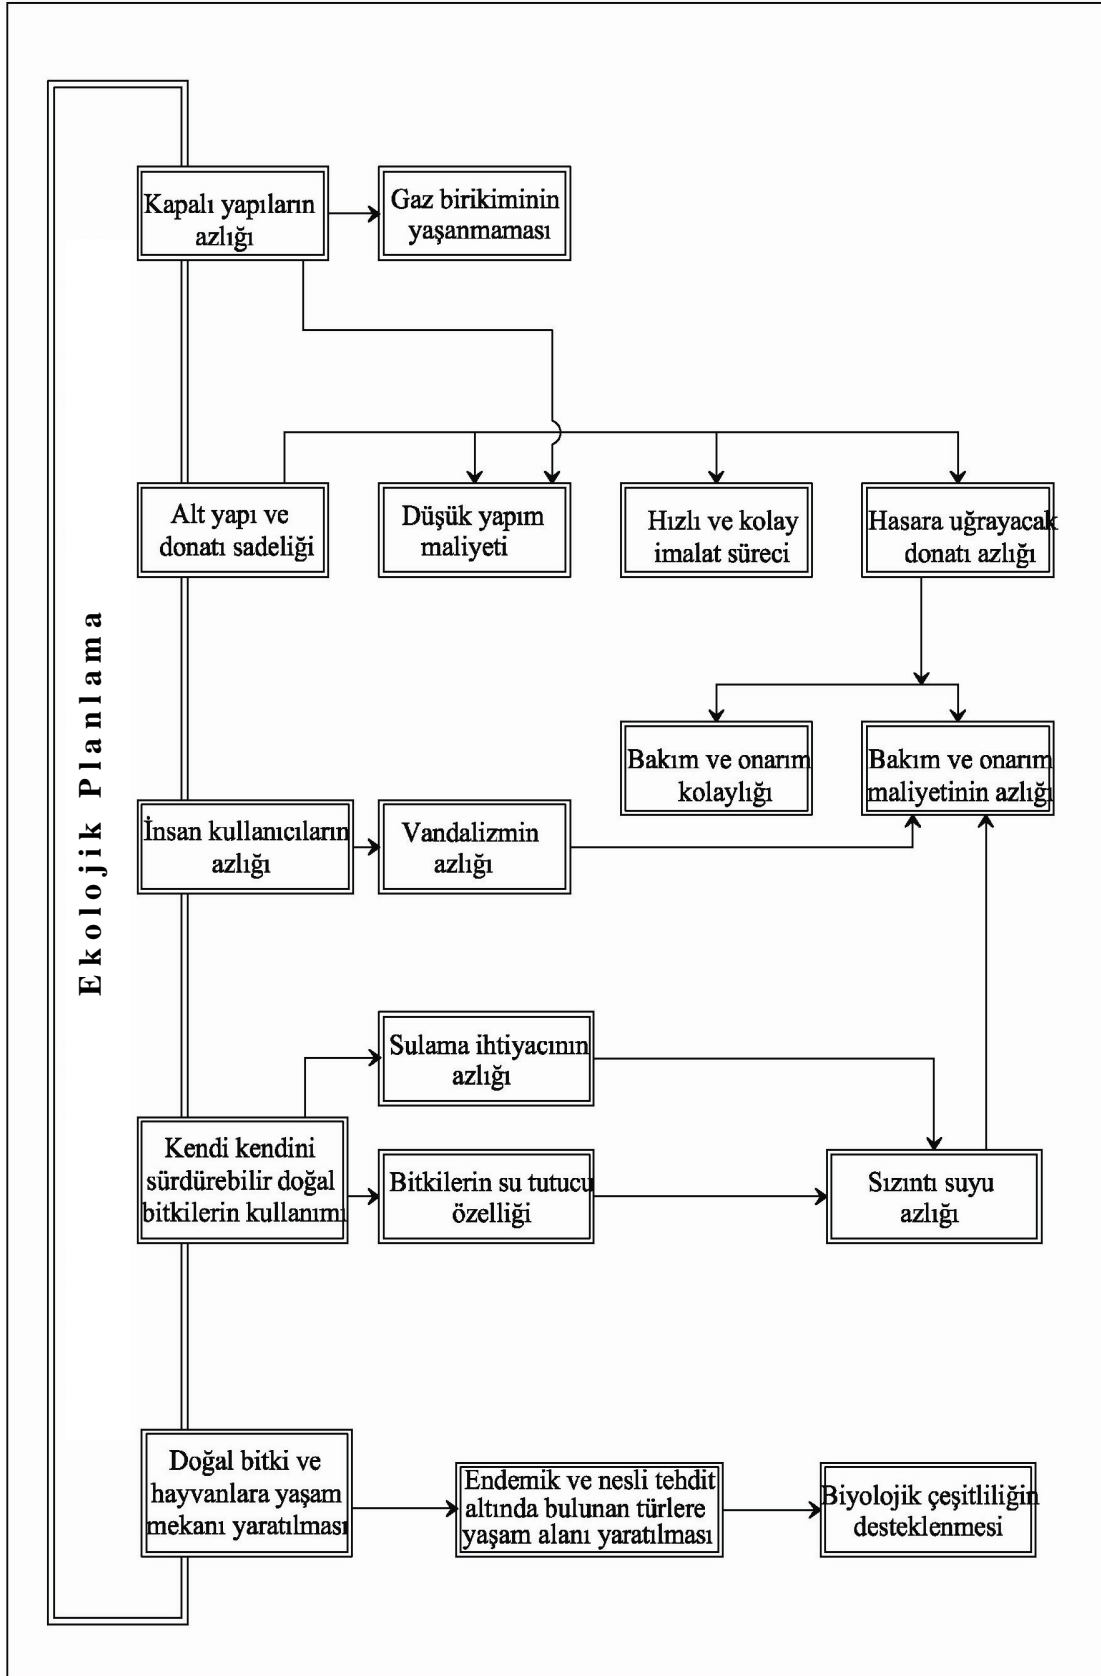 Ekolojik Planlama
Kapalı yapıların
azlığı
Gaz birikiminin
yaşanmaması
Alt yapı ve
donatı sadeliği
Düşük yapım
maliyeti
Hızlı ve kolay
imalat süreci
Hasara uğrayacak
donatı azlığı
Bakım ve onarım
kolaylığı
Bakım ve onarım
maliyetinin azlığı
İnsan kullanıcıların
azlığı
Vandalizmin
azlığı
Sulama ihtiyacının
azlığı
Kendi kendini
sürdürebilir doğal
bitkilerin kullanımı
Bitkilerin su tutucu
özelliği
Sızıntı suyu
azlığı
Doğal bitki ve
hayvanlara yaşam
mekanı yaratılması
Endemik ve nesli tehdit
altında bulunan türlere
yaşam alanı yaratılması
Biyolojik çeşitliliğin
desteklenmesi